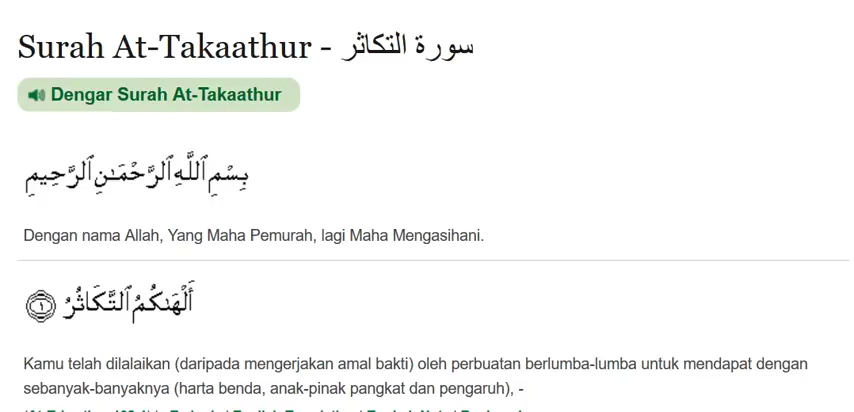 Surah At-Takaathur - سورة التكاثر
Dengar Surah At-Takaathur
بِسْمِ ٱللَّهِ ٱلرَّحْمَـٰنِ ٱلرَّحِيمِ
Dengan nama Allah, Yang Maha Pemurah, lagi Maha Mengasihani.
أَلْهَىٰكُمُ ٱلتَّكَاثُرُ ﴿١﴾
Kamu telah dilalaikan (daripada mengerjakan amal bakti) oleh perbuatan berlumba-lumba untuk mendapat dengan
sebanyak-banyaknya (harta benda, anak-pinak pangkat dan pengaruh), -